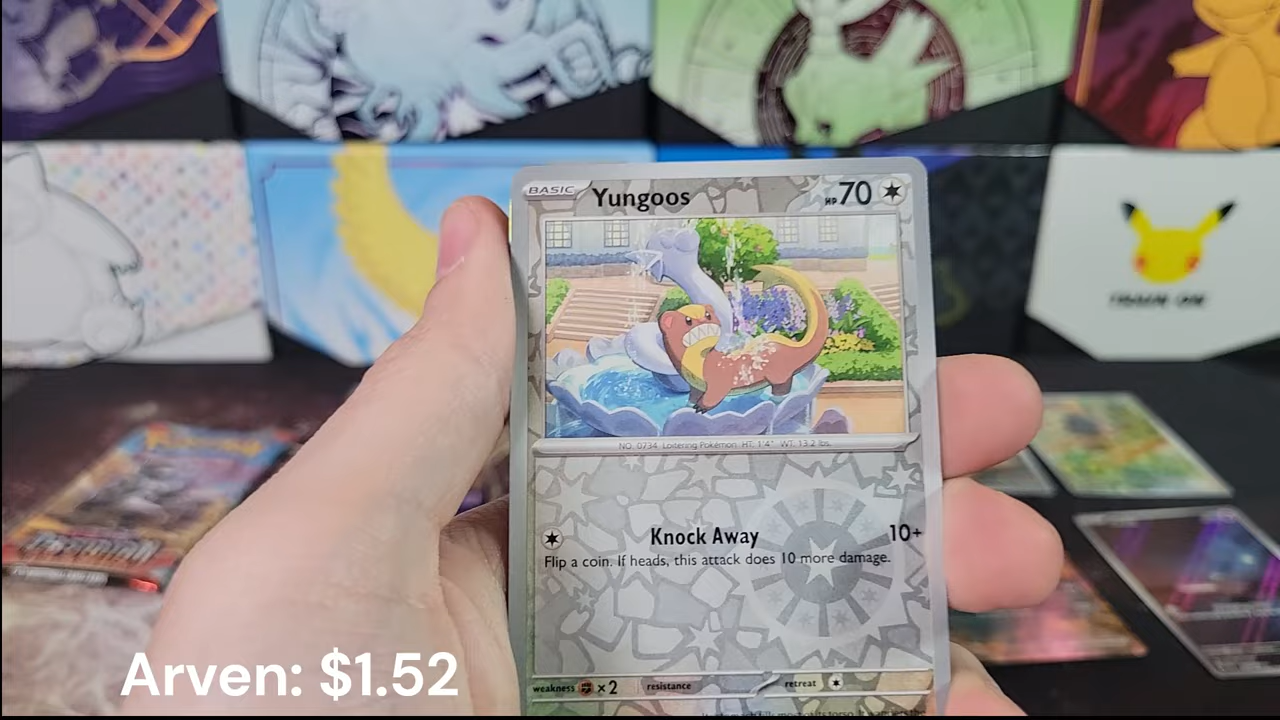 BASIC Yungoos HP 70
NO. 0734 Loitering Pokémon HT: 1'4" WT: 13.2 lbs.
Knock Away 10+
Flip a coin. If heads, this attack does 10 more damage.
weakness ×2 resistance retreat
Arven: $1.52